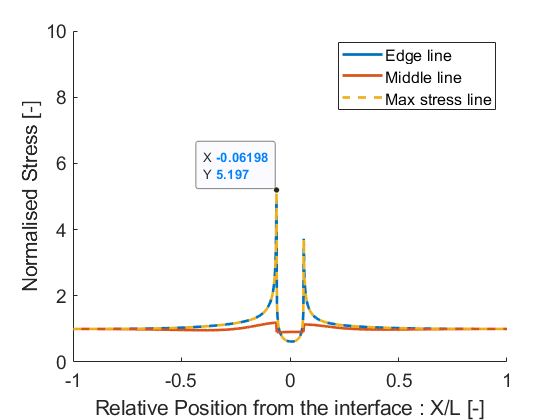 10
8
6
4
2
0
Normalised Stress [-]
Edge line
Middle line
Max stress line
X -0.06198
Y 5.197
-1
-0.5
0
0.5
1
Relative Position from the interface : X/L [-]